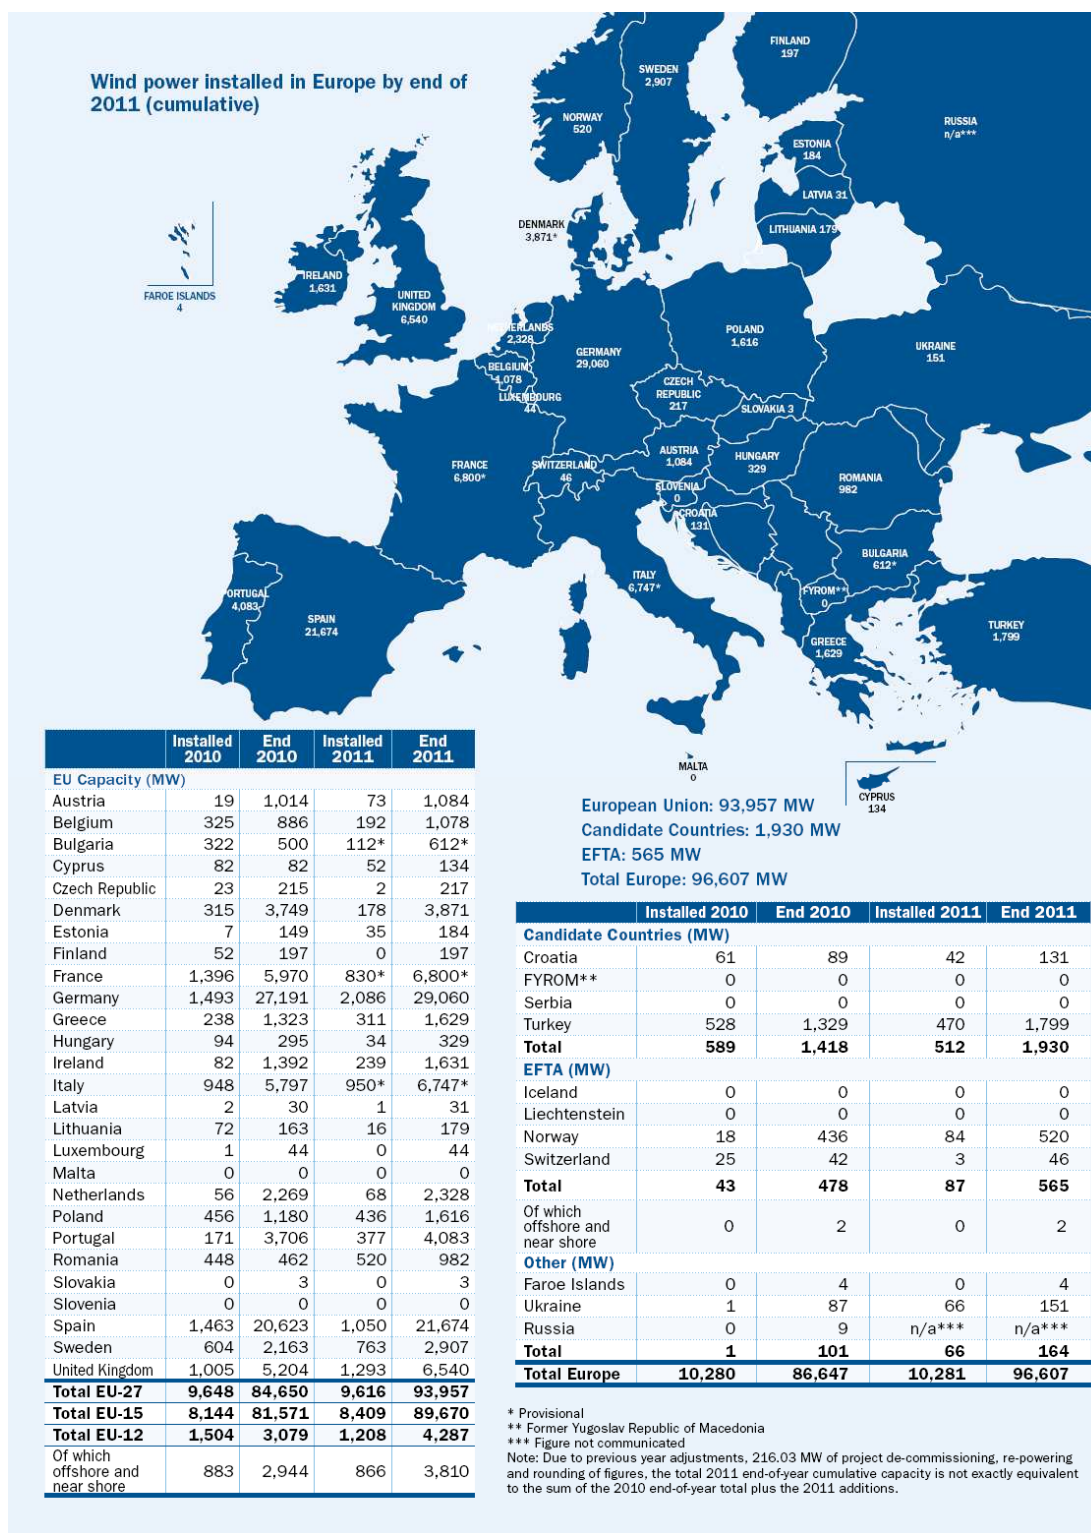 Wind power installed in Europe by end of
2011 (cumulative)
FINLAND
197
SWEDEN
2,907
NORWAY
520
RUSSIA
n/a***
ESTONIA
184
LATVIA 31
LITHUANIA 179
DENMARK
3,871*
FAROE ISLANDS
4
IRELAND
1,631
UNITED
KINGDOM
6,540
NETHERLANDS
2,328
BELGIUM
1,078
LUXEMBOURG
44
GERMANY
29,060
POLAND
1,616
UKRAINE
151
CZECH
REPUBLIC
217
SLOVAKIA 3
FRANCE
6,800*
SWITZERLAND
46
AUSTRIA
1,084
HUNGARY
329
ROMANIA
982
SLOVENIA
0
CROATIA
131
BULGARIA
612*
ITALY
6,747*
FYROM**
0
PORTUGAL
4,083
SPAIN
21,674
GREECE
1,629
TURKEY
1,799
MALTA
0
CYPRUS
134
European Union: 93,957 MW
Candidate Countries: 1,930 MW
EFTA: 565 MW
Total Europe: 96,607 MW
Installed 2010 End 2010 Installed 2011 End 2011
EU Capacity (MW)
Austria 19 1,014 73 1,084
Belgium 325 886 192 1,078
Bulgaria 322 500 112* 612*
Cyprus 82 82 52 134
Czech Republic 23 215 2 217
Denmark 315 3,749 178 3,871
Estonia 7 149 35 184
Finland 52 197 0 197
France 1,396 5,970 830* 6,800*
Germany 1,493 27,191 2,086 29,060
Greece 238 1,323 311 1,629
Hungary 94 295 34 329
Ireland 82 1,392 239 1,631
Italy 948 5,797 950* 6,747*
Latvia 2 30 1 31
Lithuania 72 163 16 179
Luxembourg 1 44 0 44
Malta 0 0 0 0
Netherlands 56 2,269 68 2,328
Poland 456 1,180 436 1,616
Portugal 171 3,706 377 4,083
Romania 448 462 520 982
Slovakia 0 3 0 3
Slovenia 0 0 0 0
Spain 1,463 20,623 1,050 21,674
Sweden 604 2,163 763 2,907
United Kingdom 1,005 5,204 1,293 6,540
Total EU-27 9,648 84,650 9,616 93,957
Total EU-15 8,144 81,571 8,409 89,670
Total EU-12 1,504 3,079 1,208 4,287
Of which
offshore and 883 2,944 866 3,810
near shore
Installed 2010 End 2010 Installed 2011 End 2011
Candidate Countries (MW)
Croatia 61 89 42 131
FYROM** 0 0 0 0
Serbia 0 0 0 0
Turkey 528 1,329 470 1,799
Total 589 1,418 512 1,930
EFTA (MW)
Iceland 0 0 0 0
Liechtenstein 0 0 0 0
Norway 18 436 84 520
Switzerland 25 42 3 46
Total 43 478 87 565
Of which
offshore and 0 2 0 2
near shore
Other (MW)
Faroe Islands 0 4 0 4
Ukraine 1 87 66 151
Russia 0 9 n/a*** n/a***
Total 1 101 66 164
Total Europe 10,280 86,647 10,281 96,607
* Provisional
** Former Yugoslav Republic of Macedonia
*** Figure not communicated
Note: Due to previous year adjustments, 216.03 MW of project de-commissioning, re-powering
and rounding of figures, the total 2011 end-of-year cumulative capacity is not exactly equivalent
to the sum of the 2010 end-of-year total plus the 2011 additions.